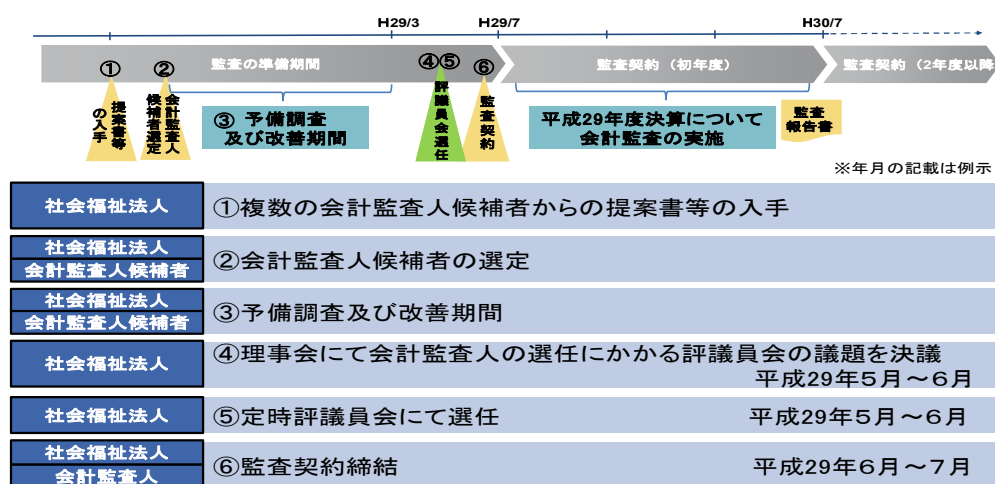 H29/3
H29/7
H30/7
監査の準備期間
監査契約（初年度）
監査契約（2年度以降
①
②
④⑤
⑥
提案書等
の入手
会計監査人
候補者選定
③ 予備調査
及び改善期間
評議員会選任
監査契約
平成29年度決算について
会計監査の実施
監査
報告書
※年月の記載は例示
社会福祉法人
①複数の会計監査人候補者からの提案書等の入手
社会福祉法人
会計監査人候補者
②会計監査人候補者の選定
社会福祉法人
会計監査人候補者
③予備調査及び改善期間
社会福祉法人
④理事会にて会計監査人の選任にかかる評議員会の議題を決議
平成29年５月～６月
社会福祉法人
⑤定時評議員会にて選任 平成29年５月～６月
社会福祉法人
会計監査人
⑥監査契約締結 平成29年６月～７月